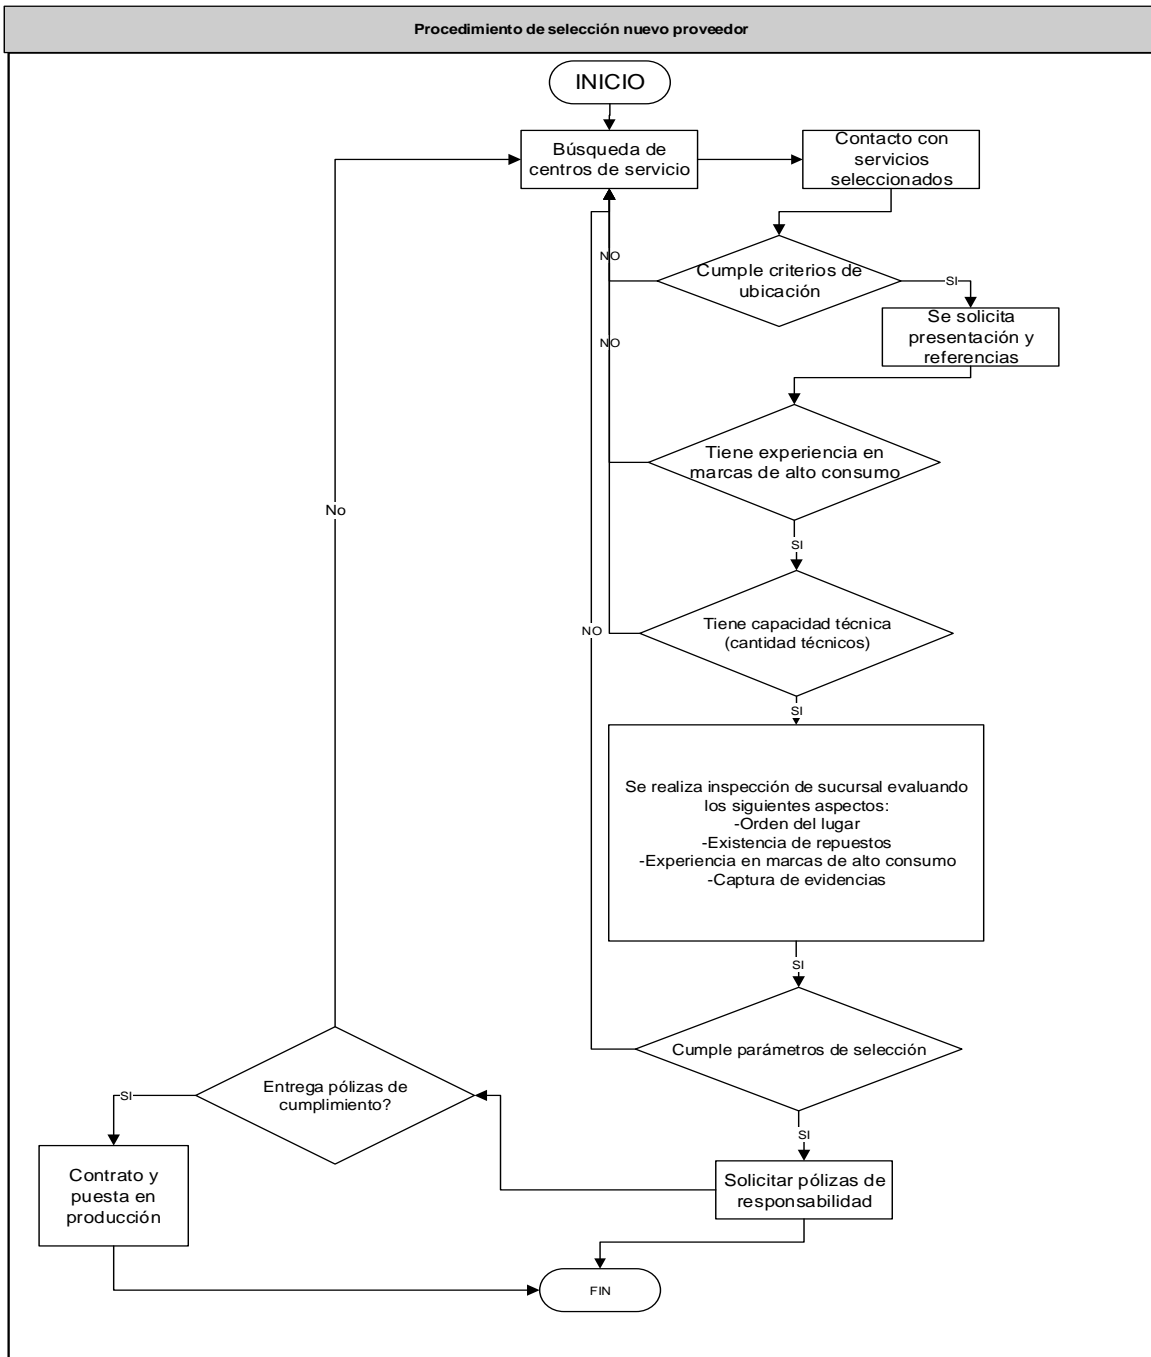 Procedimiento de selección nuevo proveedor
INICIO
Búsqueda de
centros de servicio
Contacto con
servicios
seleccionados
NO
Cumple criterios de
ubicación
SI
Se solicita
presentación y
referencias
NO
Tiene experiencia en
marcas de alto consumo
No
SI
Tiene capacidad técnica
(cantidad técnicos)
NO
SI
Se realiza inspección de sucursal evaluando
los siguientes aspectos:
-Orden del lugar
-Existencia de repuestos
-Experiencia en marcas de alto consumo
-Captura de evidencias
SI
Cumple parámetros de selección
Entrega pólizas de
cumplimiento?
SI
SI
Contrato y
puesta en
producción
Solicitar pólizas de
responsabilidad
FIN